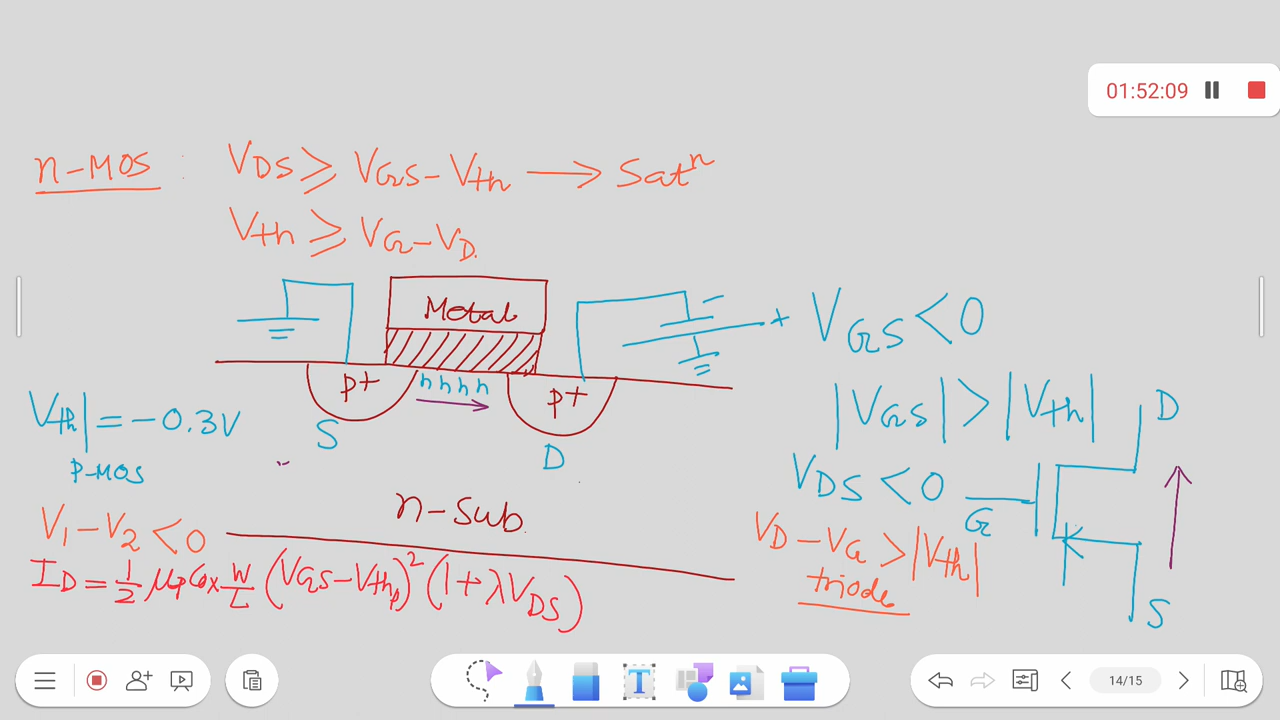 01:52:09
n-MOS : VDS ≥ VGS - Vth → Satⁿ
Vth ≥ VG - VD.
Metal
+
VGS < 0
p+ hhhh p+
S D
Vth| = -0.3V
P-MOS
|VGS| > |Vth|
D
VDS < 0
G
n-Sub
V1 - V2 < 0
VD - VG > |Vth|
triode
ID = 1/2 μp Cox W/L (VGS - Vthp)² (1 + λVDS)
S
T
14/15